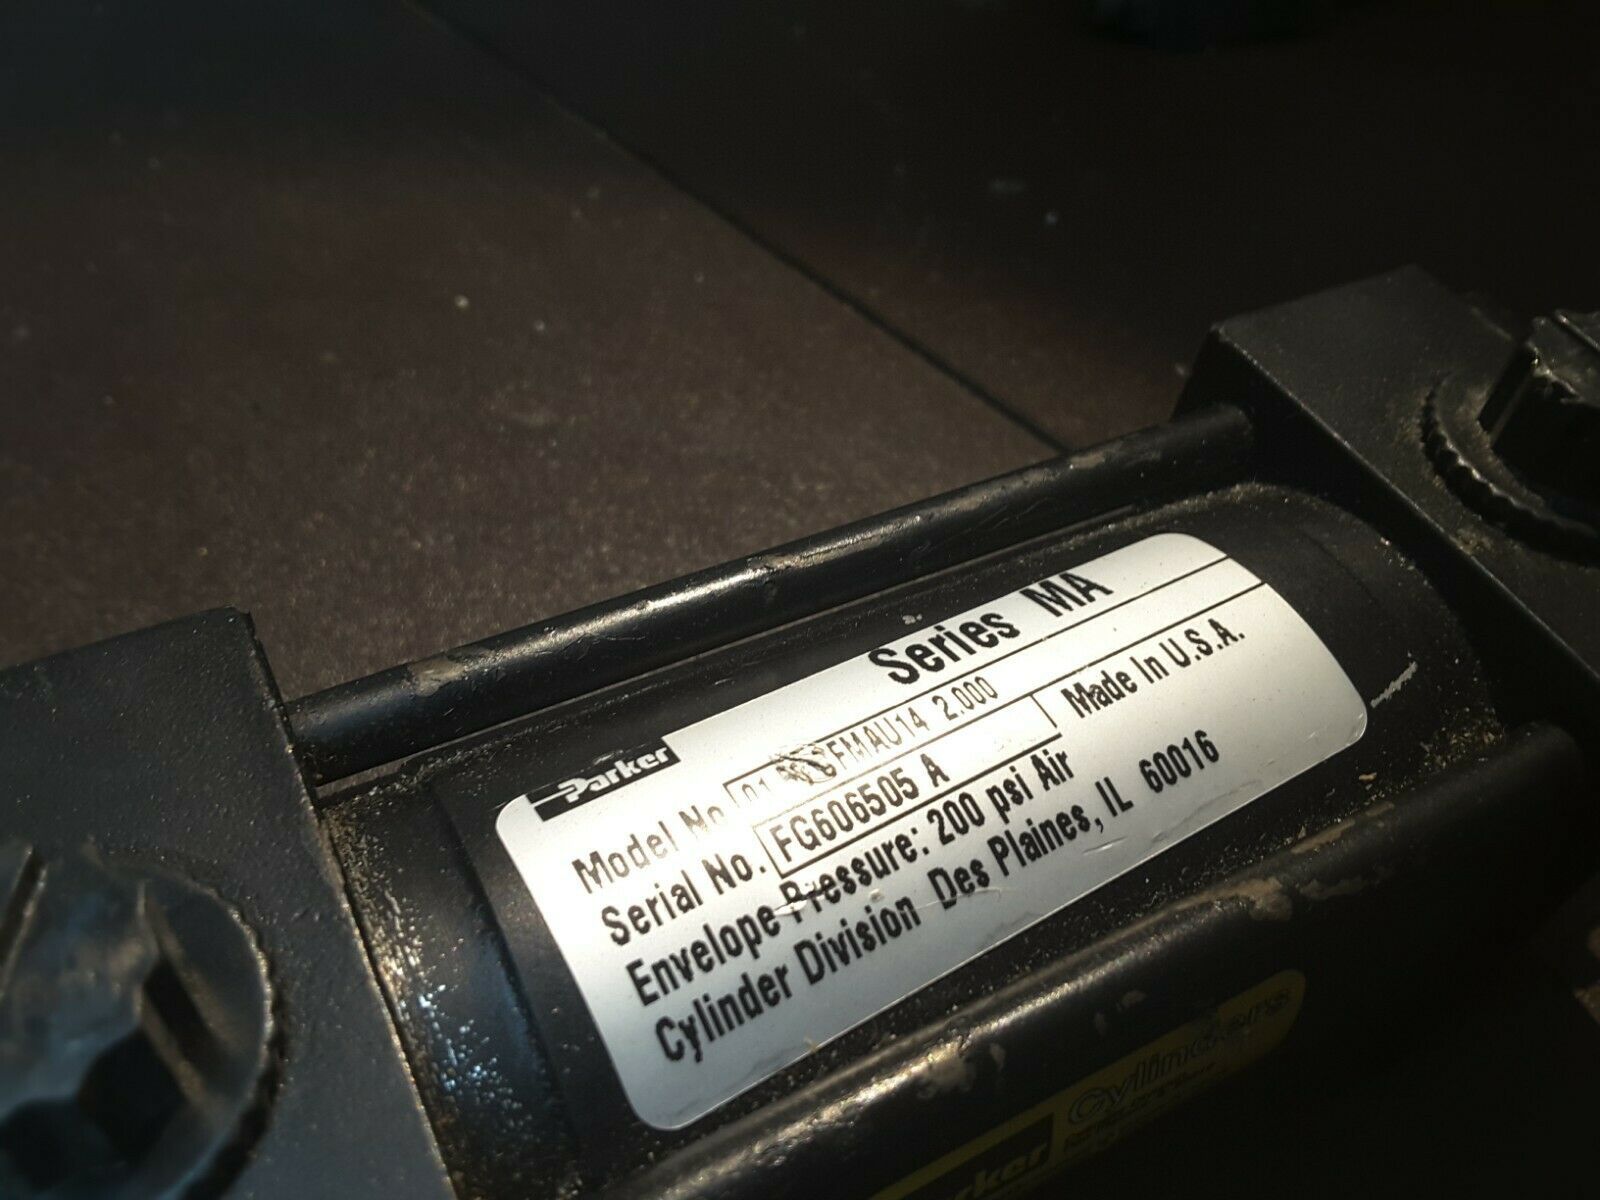 Parker
Series MA
Model No. FMAU14 2.000
Serial No. FG606505 A Made In U.S.A.
Envelope Pressure: 200 psi Air
Cylinder Division Des Plaines, IL 60016
Parker Cylinders